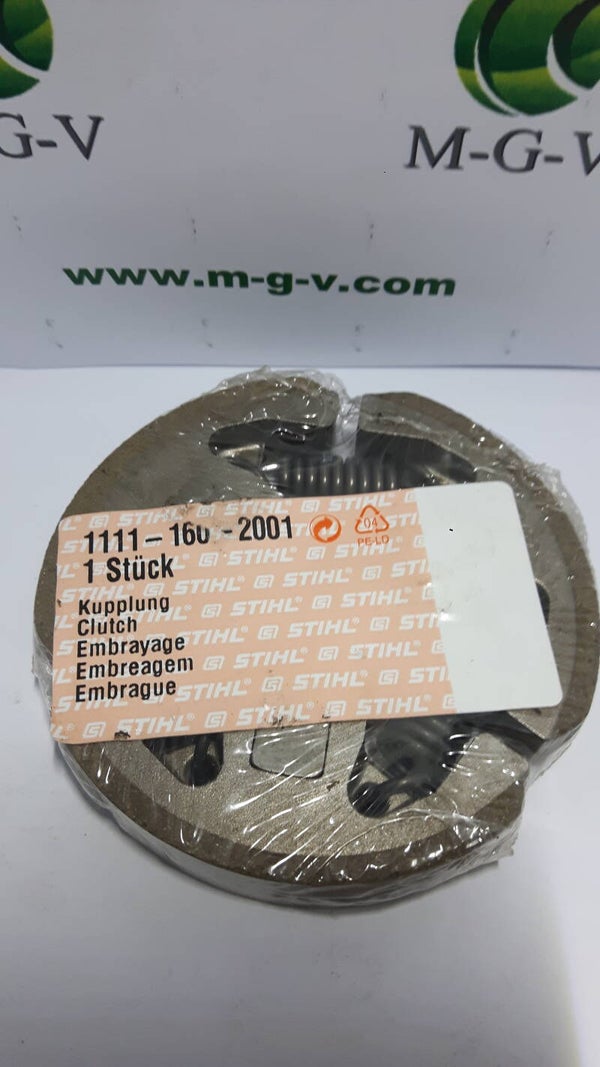 G-V M-G-V
www.m-g-v.com
1111-160-2001
1 Stück
04
PE-LD
Kupplung
Clutch
Embrayage
Embreagem
Embrague
STIHL